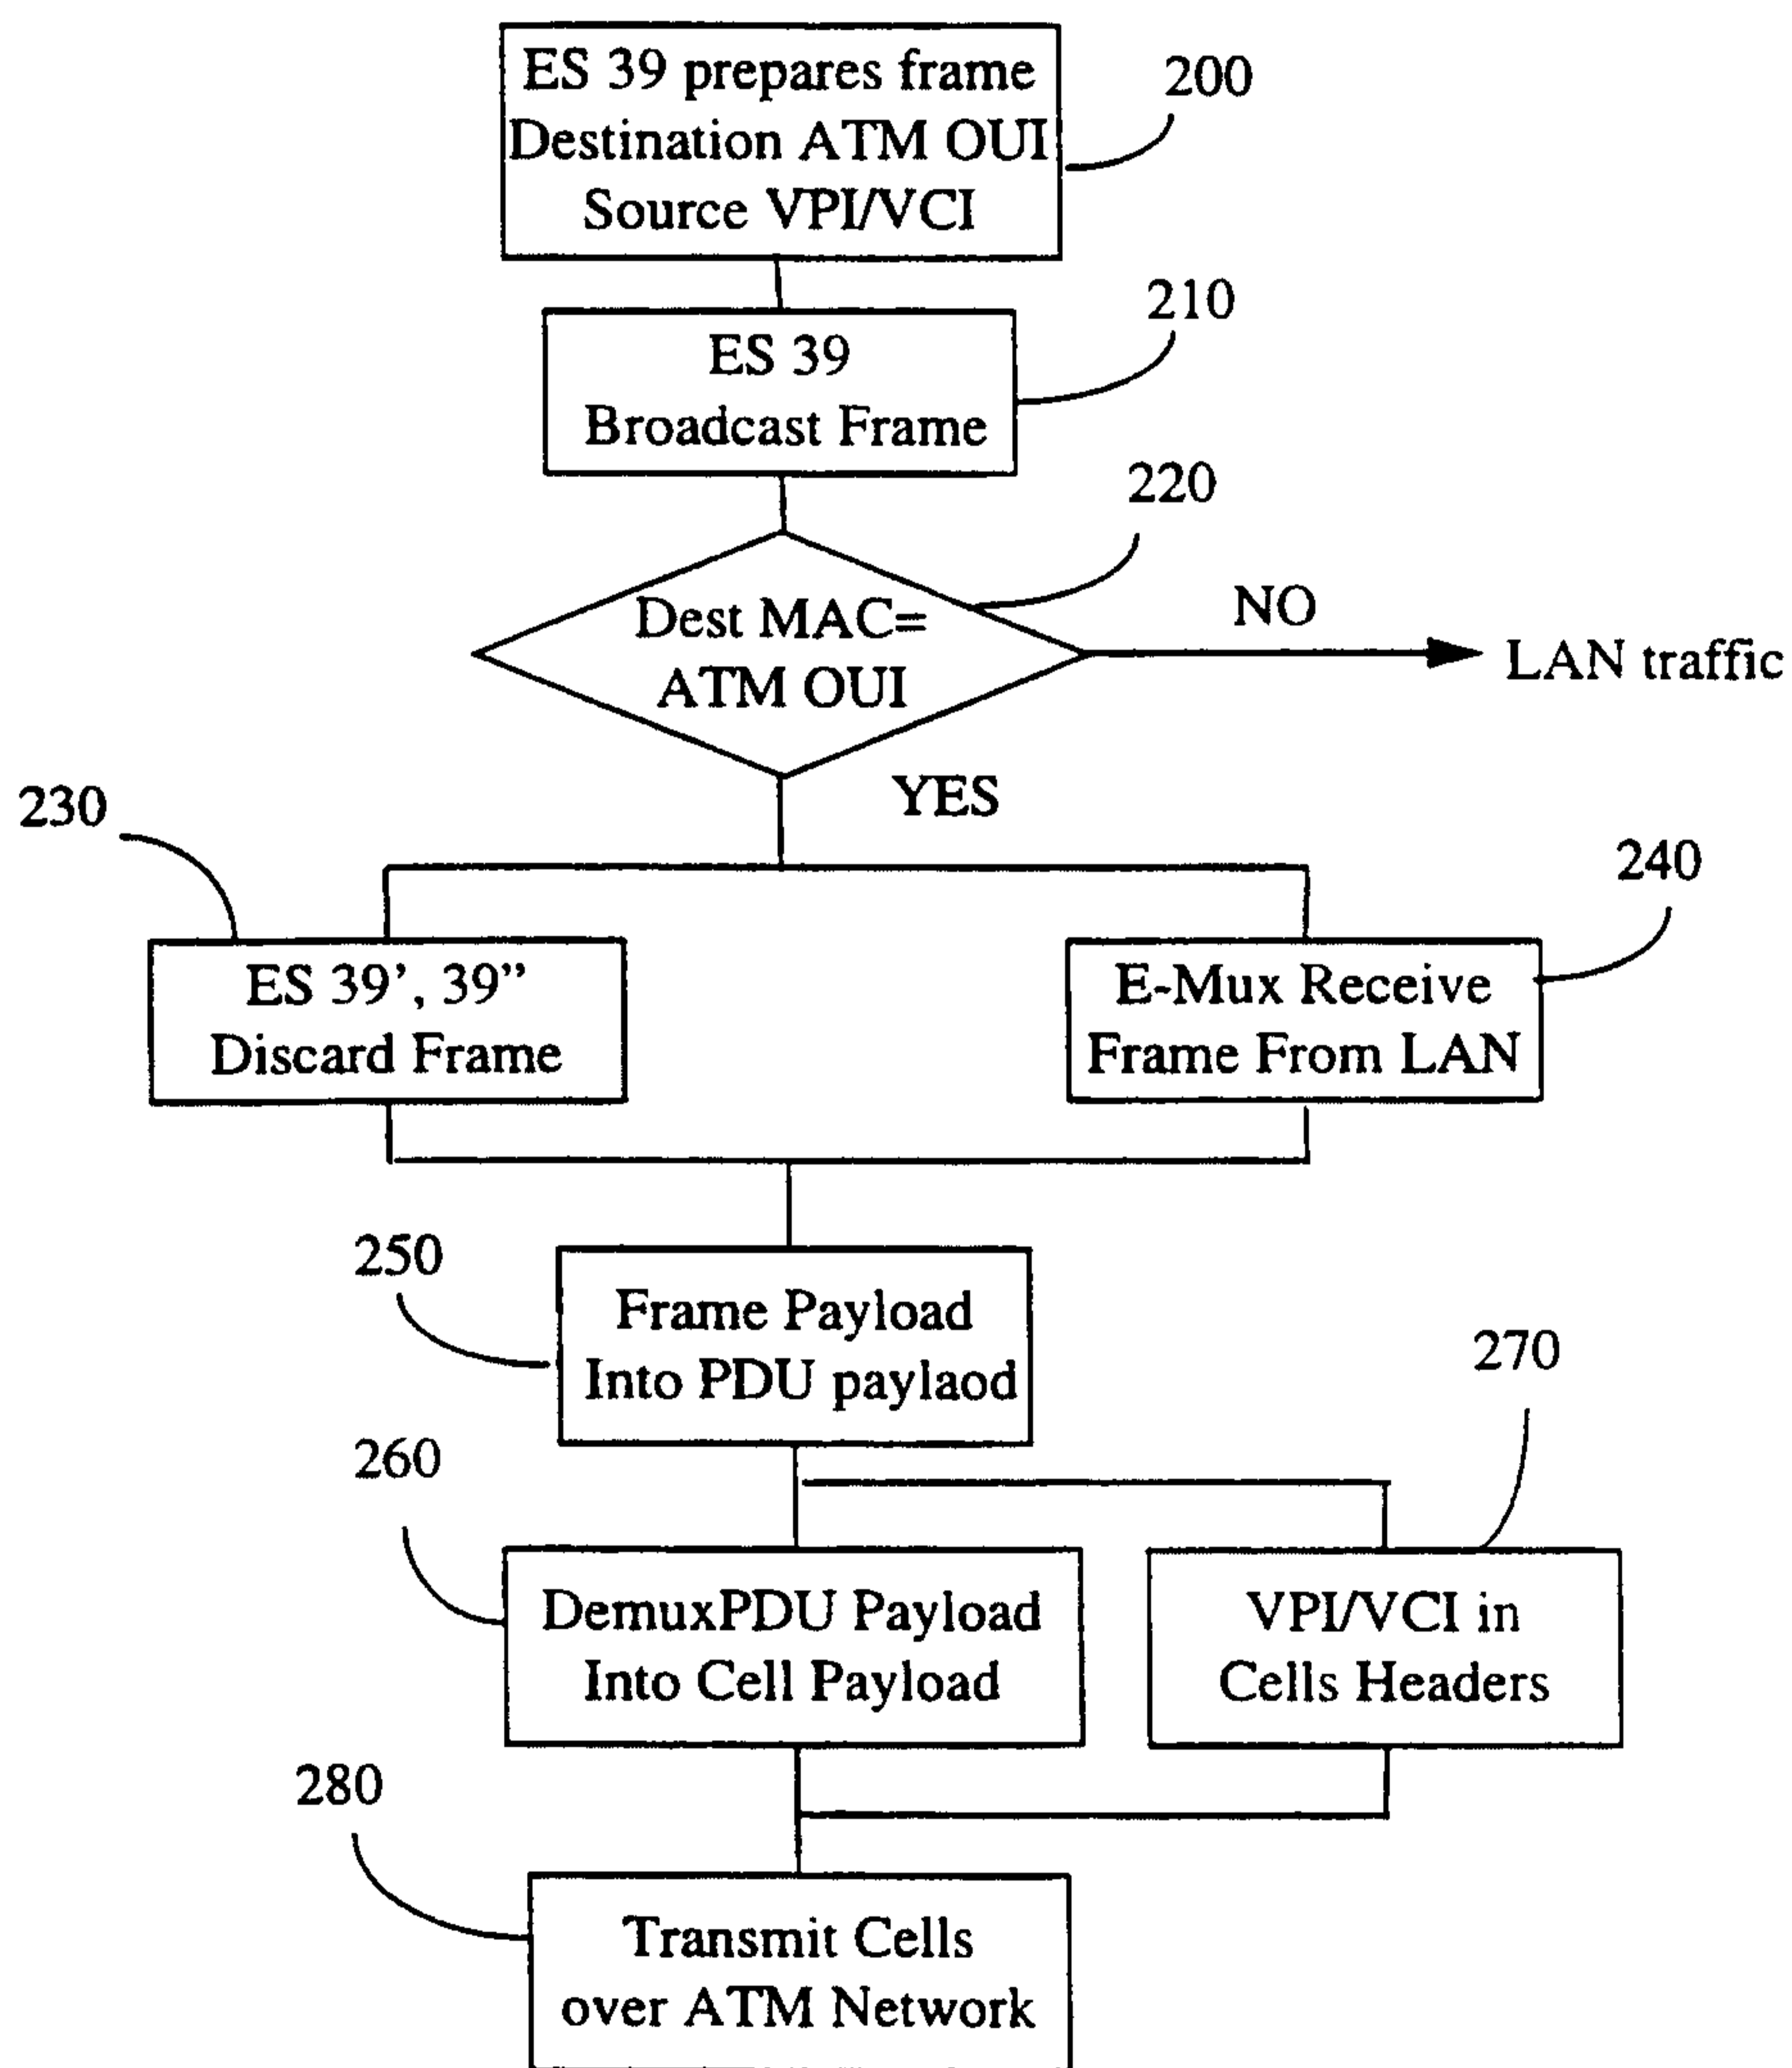 ES 39 prepares frame
Destination ATM OUI
Source VPI/VCI
200
ES 39
Broadcast Frame
210
220
Dest MAC=
ATM OUI
NO
LAN traffic
YES
230
240
ES 39’, 39”
Discard Frame
E-Mux Receive
Frame From LAN
250
Frame Payload
Into PDU paylaod
270
260
DemuxPDU Payload
Into Cell Payload
VPI/VCI in
Cells Headers
280
Transmit Cells
over ATM Network